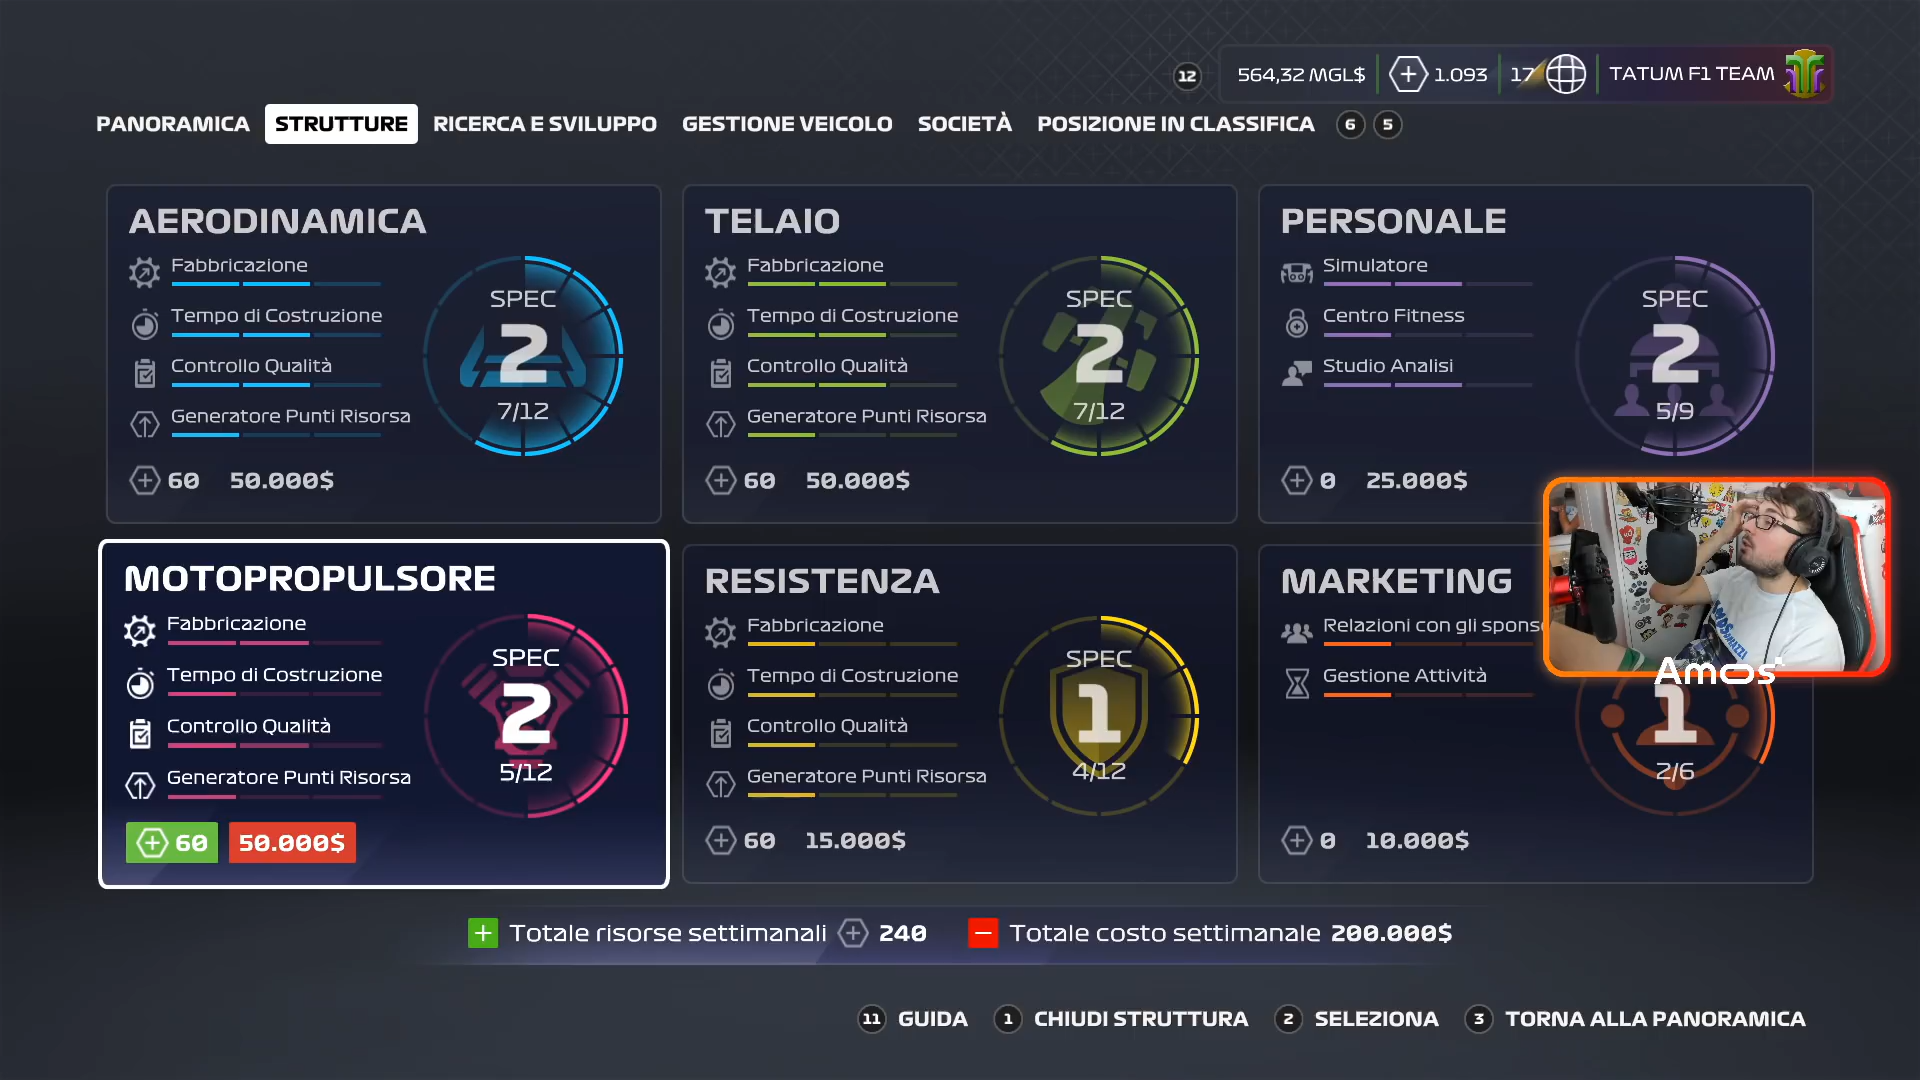 12 564,32 MGL$ 1.093 17 TATUM F1 TEAM
PANORAMICA STRUTTURE RICERCA E SVILUPPO GESTIONE VEICOLO SOCIETÀ POSIZIONE IN CLASSIFICA 6 5
AERODINAMICA
Fabbricazione
Tempo di Costruzione
Controllo Qualità
Generatore Punti Risorsa
SPEC
2
7/12
60 50.000$
TELAIO
Fabbricazione
Tempo di Costruzione
Controllo Qualità
Generatore Punti Risorsa
SPEC
2
7/12
60 50.000$
PERSONALE
Simulatore
Centro Fitness
Studio Analisi
SPEC
2
5/9
0 25.000$
MOTOPROPULSORE
Fabbricazione
Tempo di Costruzione
Controllo Qualità
Generatore Punti Risorsa
SPEC
2
5/12
60 50.000$
RESISTENZA
Fabbricazione
Tempo di Costruzione
Controllo Qualità
Generatore Punti Risorsa
SPEC
1
4/12
60 15.000$
MARKETING
Relazioni con gli
Gestione Attività
1
2/6
0 10.000$
Amos
Totale risorse settimanali 240 Totale costo settimanale 200.000$
11 GUIDA 1 CHIUDI STRUTTURA 2 SELEZIONA 3 TORNA ALLA PANORAMICA